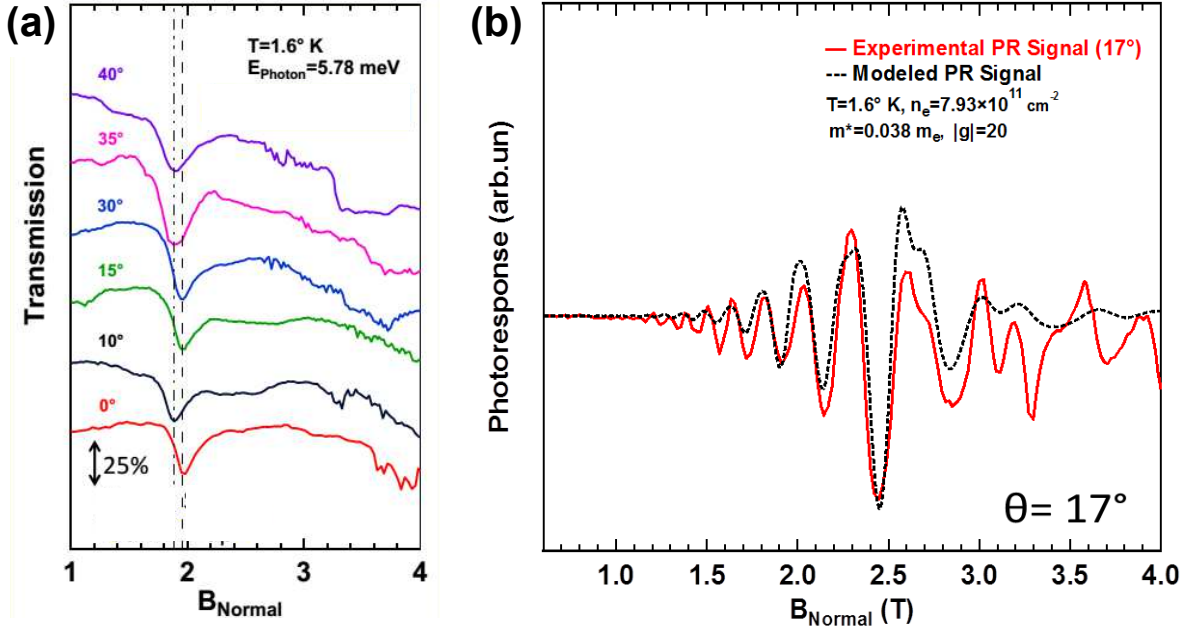 (a)
T=1.6° K
E_Photon=5.78 meV
40°
35°
30°
15°
10°
0°
25%
Transmission
1 2 3 4
B_Normal
(b)
Experimental PR Signal (17°)
Modeled PR Signal
T=1.6° K, n_e=7.93×10^11 cm^-2
m*=0.038 m_e, |g|=20
Photoresponse (arb.un)
θ= 17°
1.0 1.5 2.0 2.5 3.0 3.5 4.0
B_Normal (T)